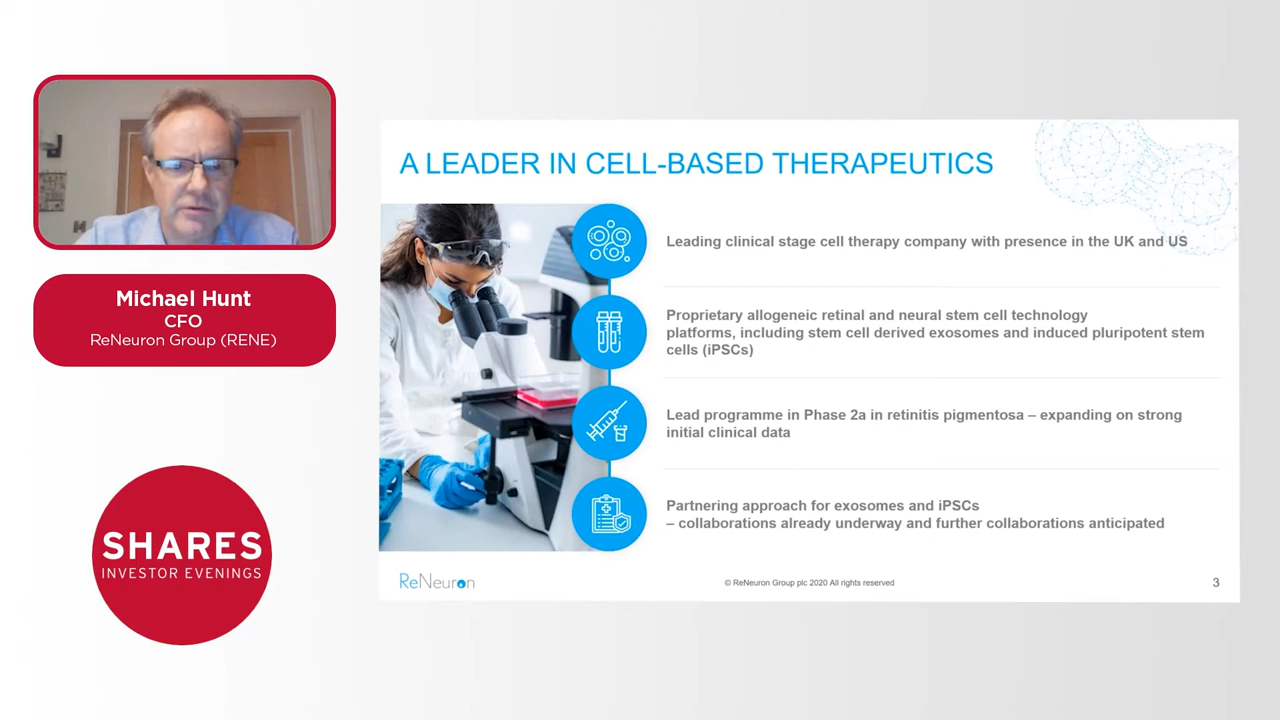 Michael Hunt
CFO
ReNeuron Group (RENE)
SHARES
INVESTOR EVENINGS
A LEADER IN CELL-BASED THERAPEUTICS
Leading clinical stage cell therapy company with presence in the UK and US
Proprietary allogeneic retinal and neural stem cell technology
platforms, including stem cell derived exosomes and induced pluripotent stem
cells (iPSCs)
Lead programme in Phase 2a in retinitis pigmentosa – expanding on strong
initial clinical data
Partnering approach for exosomes and iPSCs
– collaborations already underway and further collaborations anticipated
ReNeuron
© ReNeuron Group plc 2020 All rights reserved
3